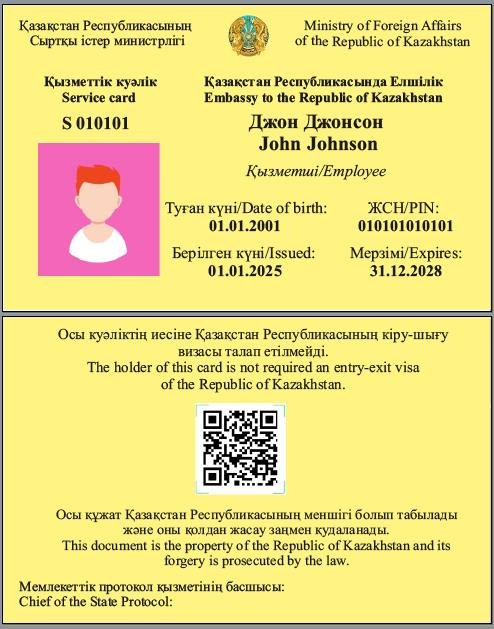 Қазақстан Республикасының
Сыртқы істер министрлігі
Ministry of Foreign Affairs
of the Republic of Kazakhstan
Қызметтік куәлік
Service card
S 010101
Қазақстан Республикасында Елшілік
Embassy to the Republic of Kazakhstan
Джон Джонсон
John Johnson
Қызметші/Employee
Туған күні/Date of birth:
01.01.2001
ЖСН/PIN:
010101010101
Берілген күні/Issued:
01.01.2025
Мерзімі/Expires:
31.12.2028
Осы куәліктің иесіне Қазақстан Республикасының кіру-шығу
визасы талап етілмейді.
The holder of this card is not required an entry-exit visa
of the Republic of Kazakhstan.
Осы құжат Қазақстан Республикасының меншігі болып табылады
және оны қолдан жасау заңмен қудаланады.
This document is the property of the Republic of Kazakhstan and its
forgery is prosecuted by the law.
Мемлекеттік протокол қызметінің басшысы:
Chief of the State Protocol: